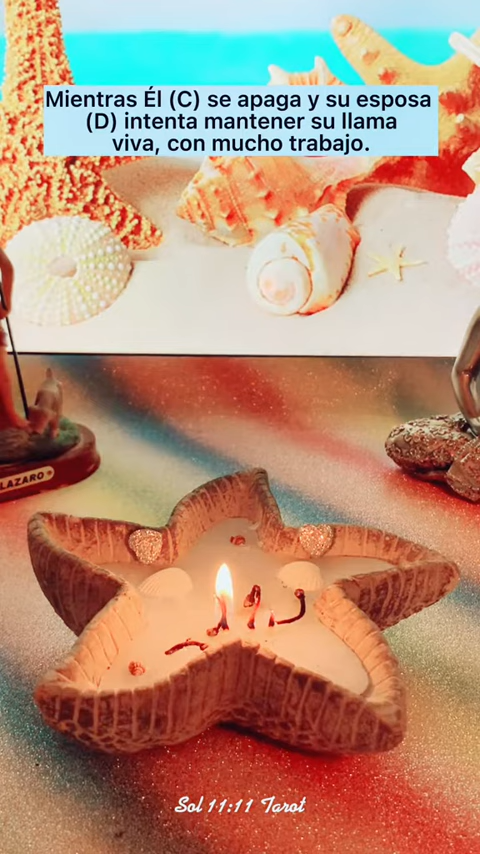 Mientras Él (C) se apaga y su esposa
(D) intenta mantener su llama
viva, con mucho trabajo.
LAZARO
Sol 11:11 Tarot